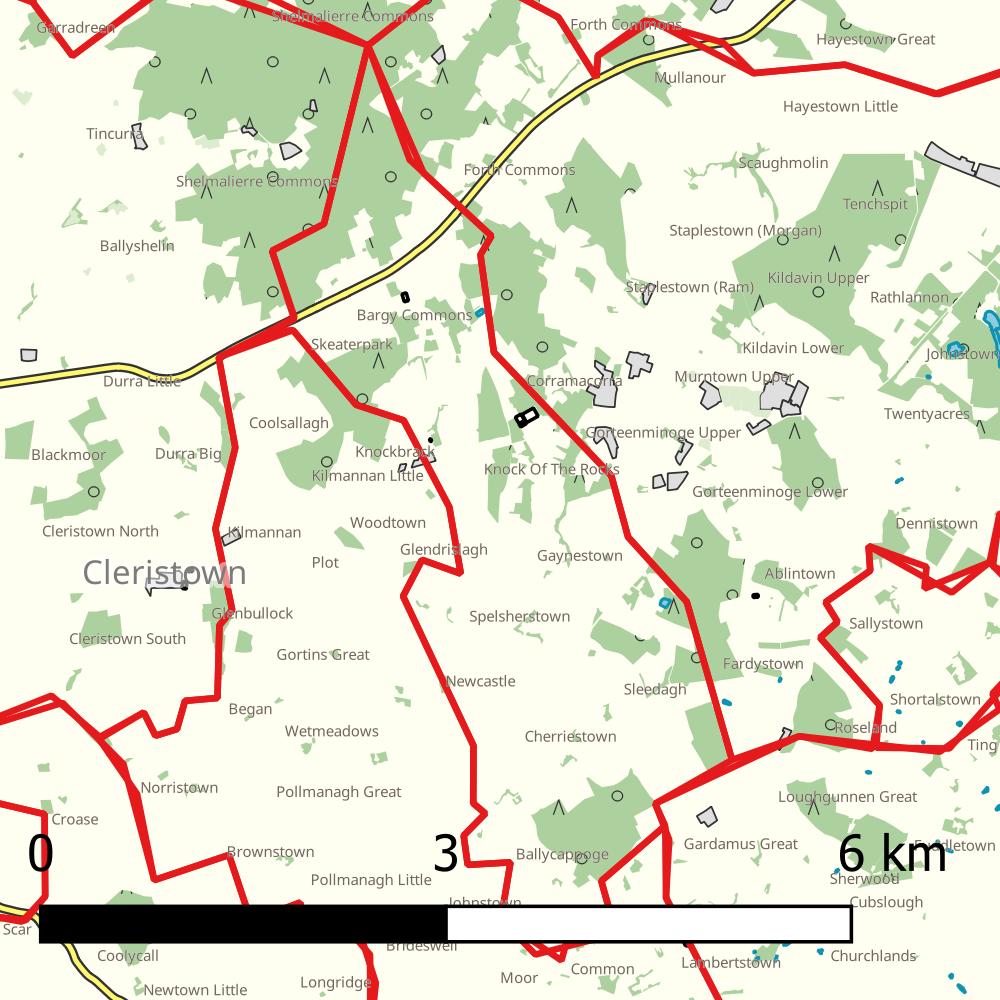 Shelmalierre Commons
Garradreen
Forth Commons
Hayestown Great
Mullanour
Hayestown Little
Tincurra
Scaughmolin
Forth Commons
Shelmalierre Commons
Tenchspit
Staplestown (Morgan)
Ballyshelin
Kildavin Upper
Staplestown (Ram)
Rathlannon
Bargy Commons
Skeaterpark
Kildavin Lower
Johnstown
Durra Little
Corramacorra
Murntown Upper
Twentyacres
Coolsallagh
Gorteenminoge Upper
Blackmoor
Durra Big
Knockbrack
Knock Of The Rocks
Kilmannan Little
Gorteenminoge Lower
Woodtown
Dennistown
Cleristown North
Kilmannan
Glendrislagh
Gaynestown
Plot
Cleristown
Ablintown
Glenbullock
Spelsherstown
Sallystown
Cleristown South
Gortins Great
Fardystown
Newcastle
Sleedagh
Shortalstown
Began
Wetmeadows
Cherriestown
Roseland
Ting
Norristown
Pollmanagh Great
Loughgunnen Great
Croase
Gardamus Great
Brownstown
Ballycappoge
0
3
6 km
Pollmanagh Little
Sherwood
Johnstown
Cubslough
Scar
Brideswell
Coolycall
Churchlands
Lambertstown
Common
Moor
Longridge
Newtown Little